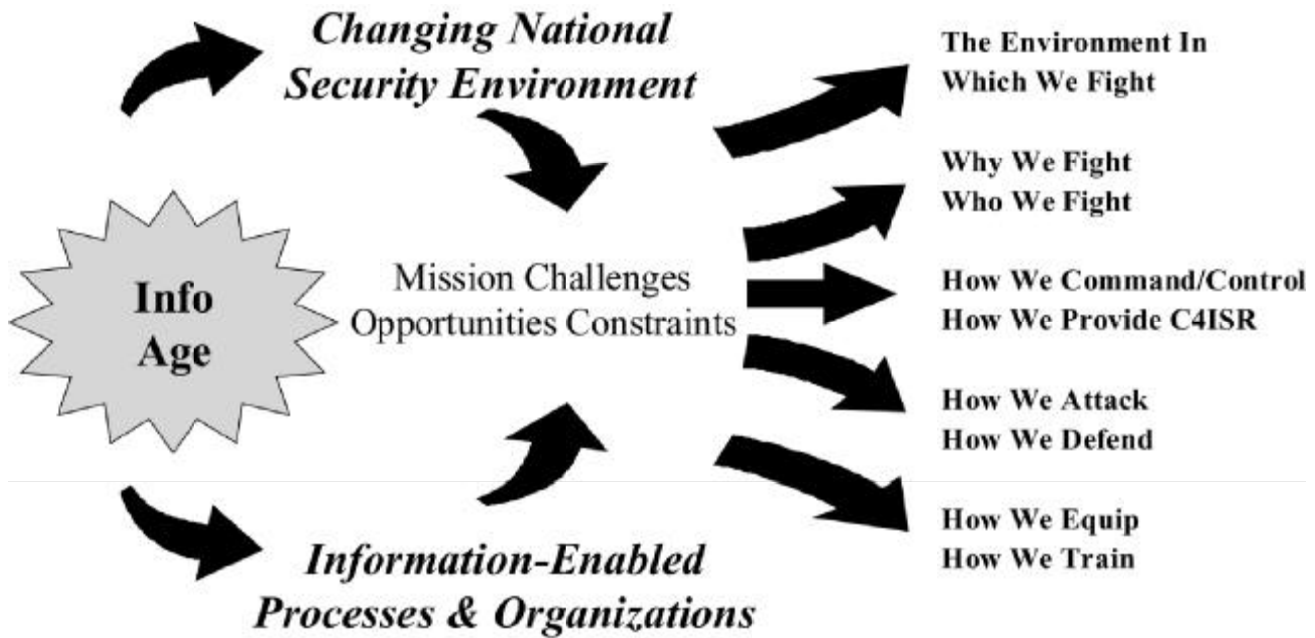 Changing National
Security Environment
Info
Age
Mission Challenges
Opportunities Constraints
Information-Enabled
Processes & Organizations
The Environment In
Which We Fight
Why We Fight
Who We Fight
How We Command/Control
How We Provide C4ISR
How We Attack
How We Defend
How We Equip
How We Train